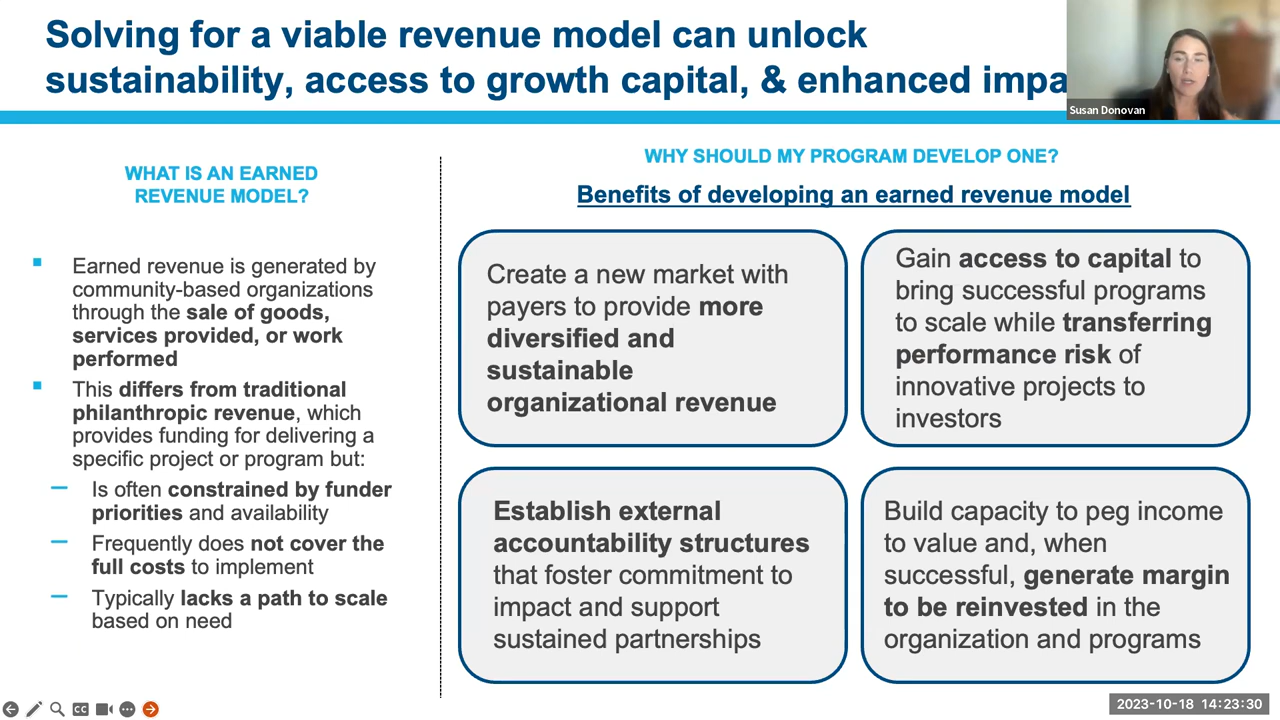 Solving for a viable revenue model can unlock
sustainability, access to growth capital, & enhanced impa
Susan Donovan
WHAT IS AN EARNED
REVENUE MODEL?
Earned revenue is generated by
community-based organizations
through the sale of goods,
services provided, or work
performed
This differs from traditional
philanthropic revenue, which
provides funding for delivering a
specific project or program but:
Is often constrained by funder
priorities and availability
Frequently does not cover the
full costs to implement
Typically lacks a path to scale
based on need
WHY SHOULD MY PROGRAM DEVELOP ONE?
Benefits of developing an earned revenue model
Create a new market with
payers to provide more
diversified and
sustainable
organizational revenue
Gain access to capital to
bring successful programs
to scale while transferring
performance risk of
innovative projects to
investors
Establish external
accountability structures
that foster commitment to
impact and support
sustained partnerships
Build capacity to peg income
to value and, when
successful, generate margin
to be reinvested in the
organization and programs
CC
2023-10-18 14:23:30